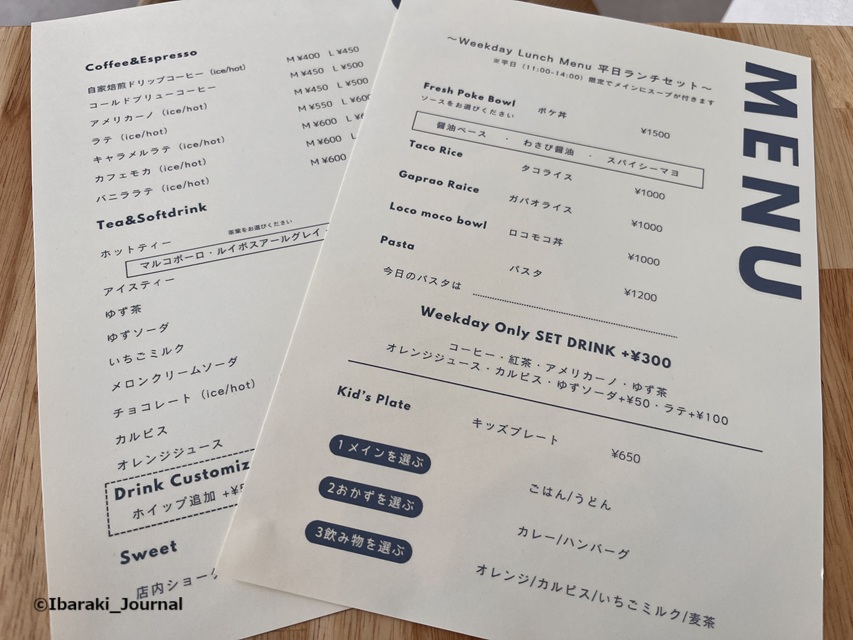 Coffee&Espresso
自家焙煎ドリップコーヒー (ice/hot) M ¥400 L ¥450
コールドブリューコーヒー M ¥450 L ¥500
アメリカーノ (ice/hot) M ¥450 L ¥500
ラテ (ice/hot) M ¥550 L ¥600
キャラメルラテ (ice/hot) M ¥600 L
カフェモカ (ice/hot) M ¥600 L
バニララテ (ice/hot) M ¥600
Tea&Softdrink
ホットティー 茶葉をお選びください
マルコポーロ・ルイボスアールグレイ
アイスティー
ゆず茶
ゆずソーダ
いちごミルク
メロンクリームソーダ
チョコレート (ice/hot)
カルピス
オレンジジュース
Drink Customiz
ホイップ追加 +¥5
Sweet
店内ショー
MENU
～Weekday Lunch Menu 平日ランチセット～
※平日（11:00-14:00）限定でメインにスープが付きます
Fresh Poke Bowl ポケ丼 ¥1500
ソースをお選びください
醤油ベース ・ わさび醤油 ・ スパイシーマヨ
Taco Rice タコライス ¥1000
Gaprao Raice ガパオライス ¥1000
Loco moco bowl ロコモコ丼 ¥1000
Pasta パスタ ¥1200
今日のパスタは
Weekday Only SET DRINK +¥300
コーヒー・紅茶・アメリカーノ・ゆず茶
オレンジジュース・カルピス・ゆずソーダ+¥50・ラテ+¥100
Kid's Plate キッズプレート ¥650
1 メインを選ぶ ごはん/うどん
2おかずを選ぶ カレー/ハンバーグ
3飲み物を選ぶ オレンジ/カルピス/いちごミルク/麦茶
©Ibaraki_Journal